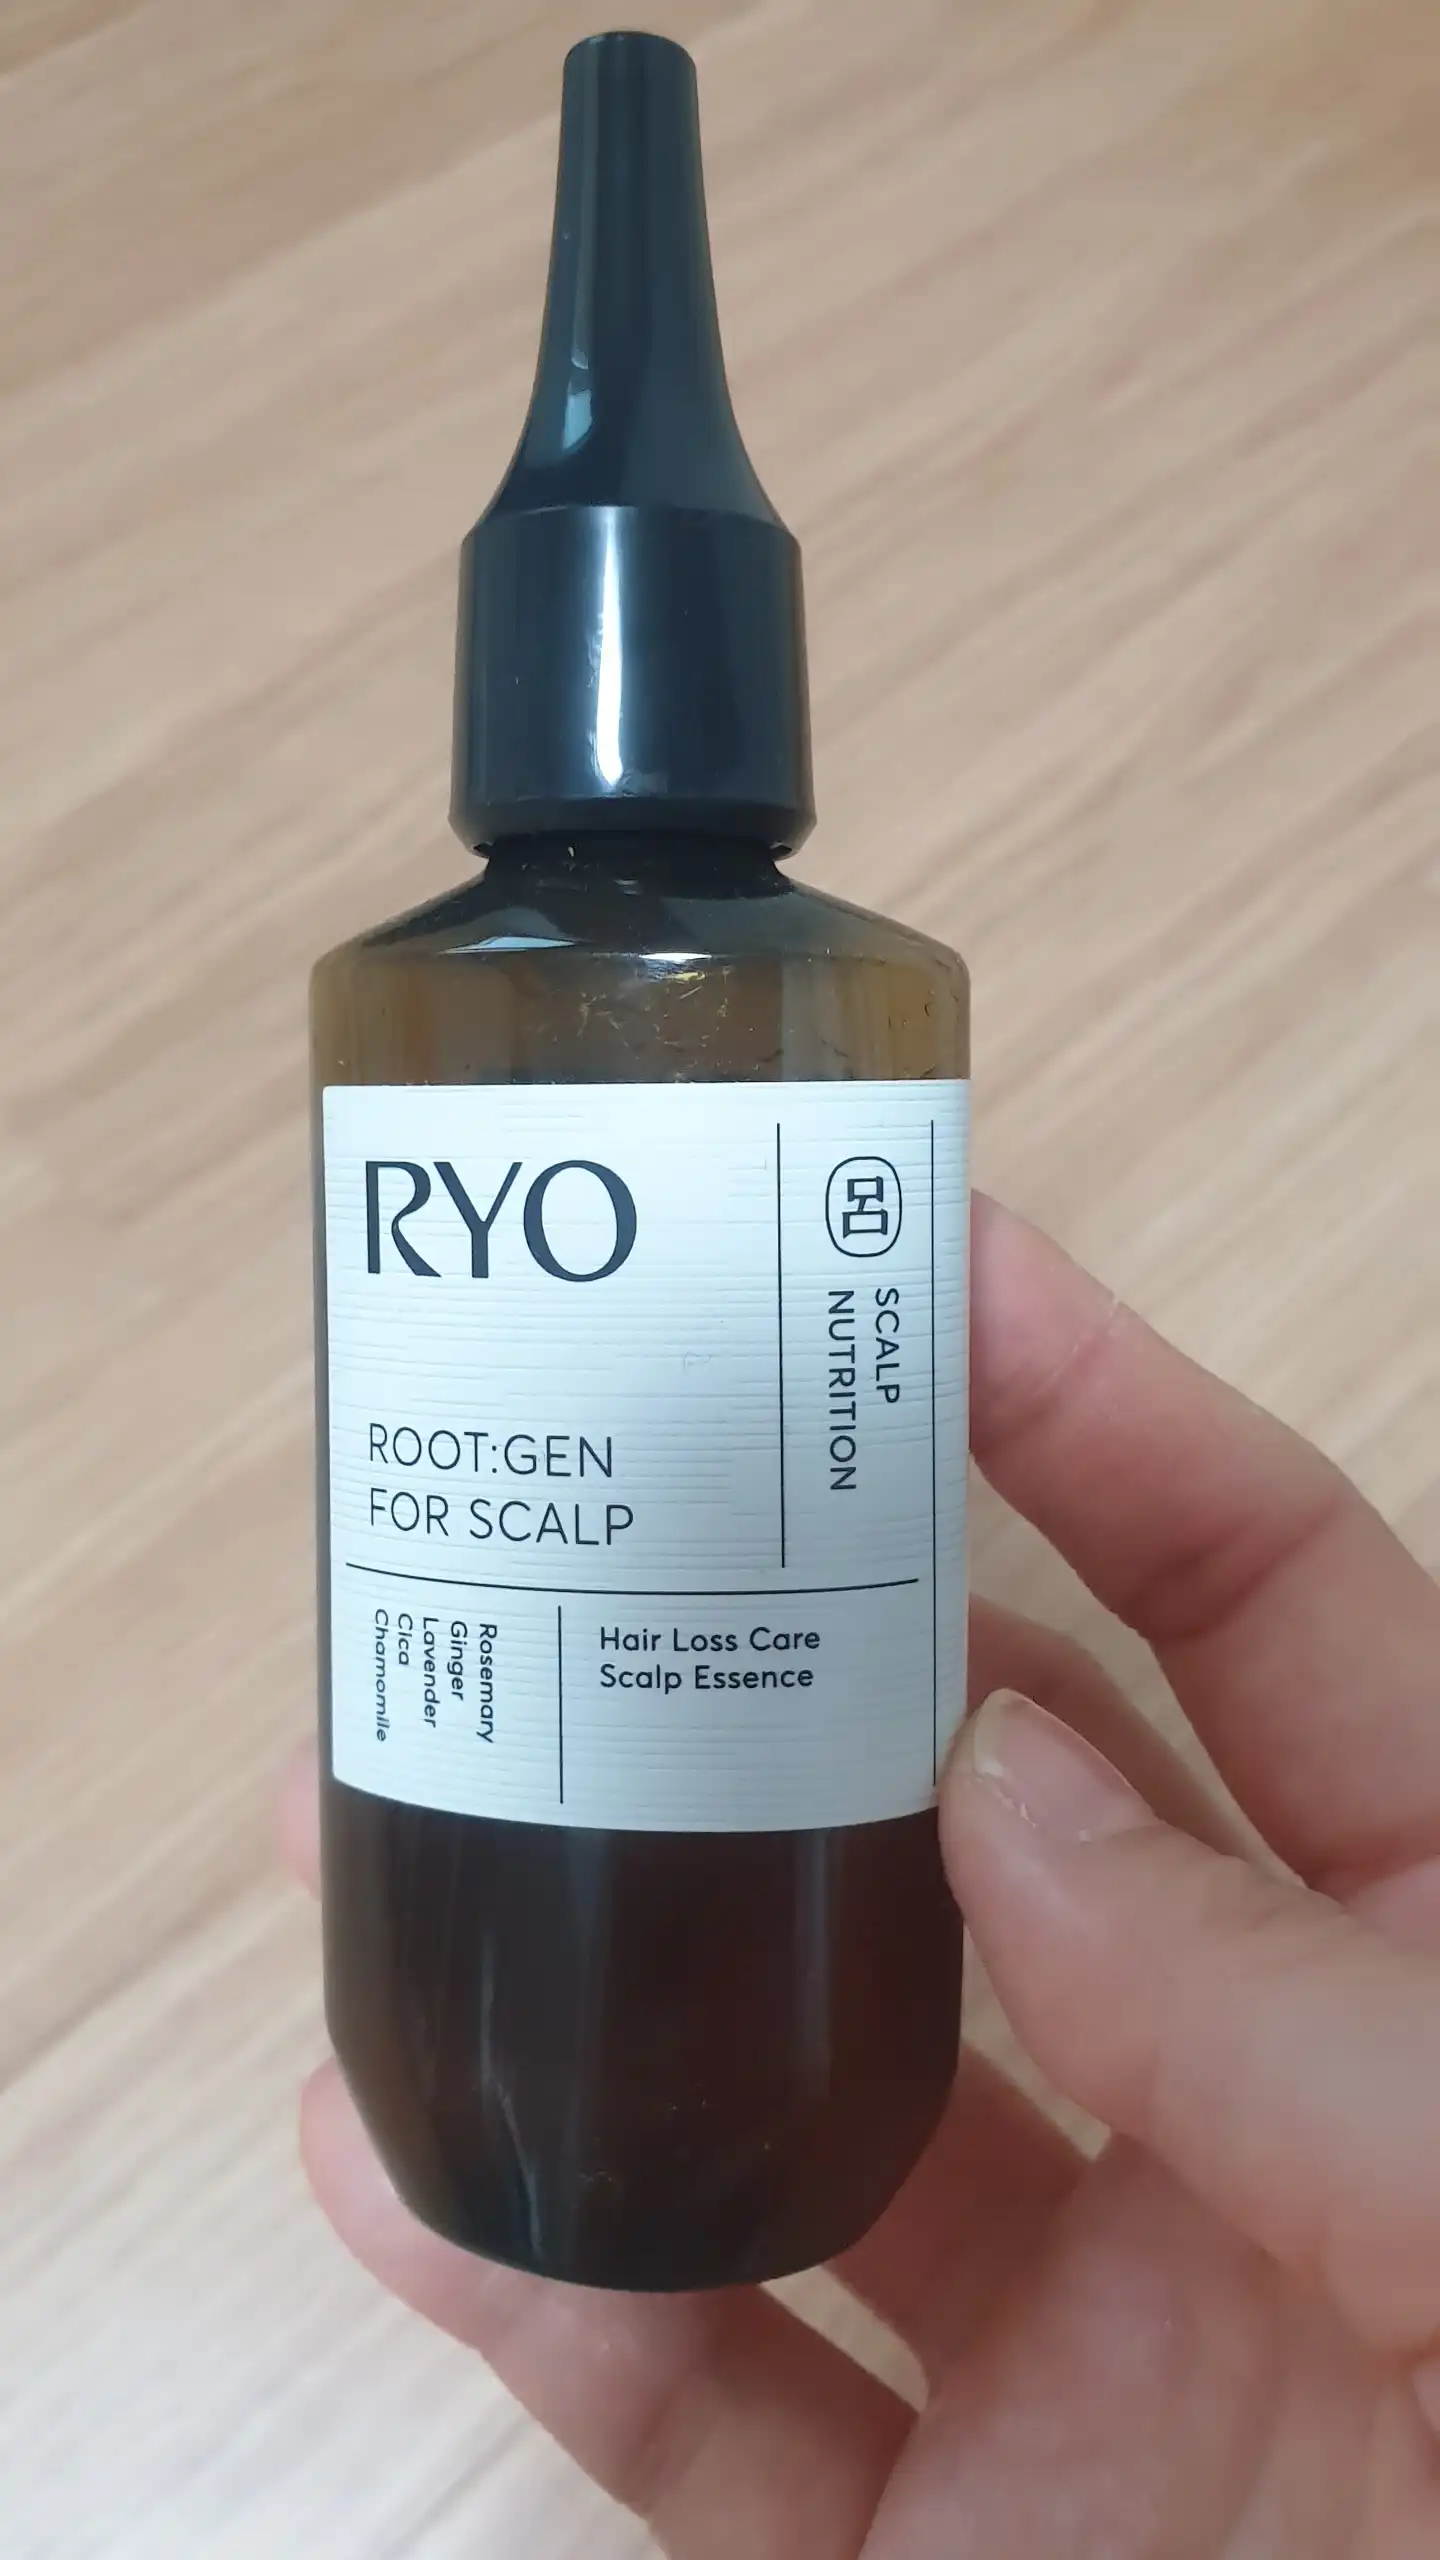 RYO
SCALP
NUTRITION
ROOT:GEN
FOR SCALP
Rosemary
Ginger
Lavender
Cica
Chamomile
Hair Loss Care
Scalp Essence